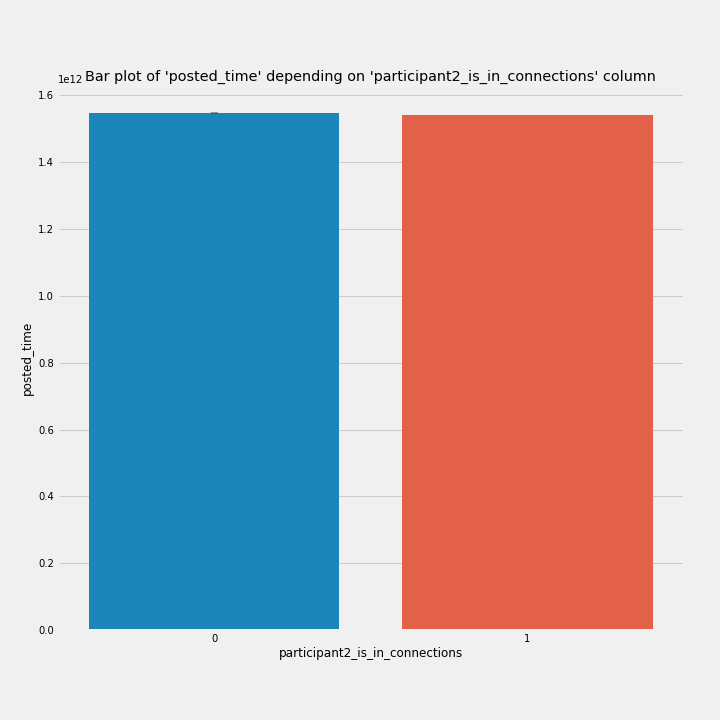 Bar plot of 'posted_time' depending on 'participant2_is_in_connections' column
1e12
1.6
1.4
1.2
1.0
0.8
0.6
0.4
0.2
0.0
posted_time
0 1
participant2_is_in_connections